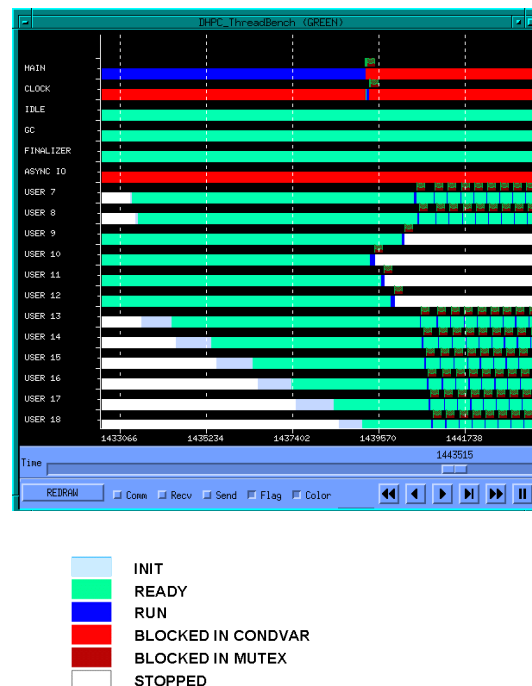 DHPC_ThreadBench (GREEN)
MAIN
CLOCK
IDLE
GC
FINALIZER
ASYNC IO
USER 7
USER 8
USER 9
USER 10
USER 11
USER 12
USER 13
USER 14
USER 15
USER 16
USER 17
USER 18
1433066 1435234 1437402 1439570 1441738
1443515
Time
REDRAW Comm Recv Send Flag Color
INIT
READY
RUN
BLOCKED IN CONDVAR
BLOCKED IN MUTEX
STOPPED